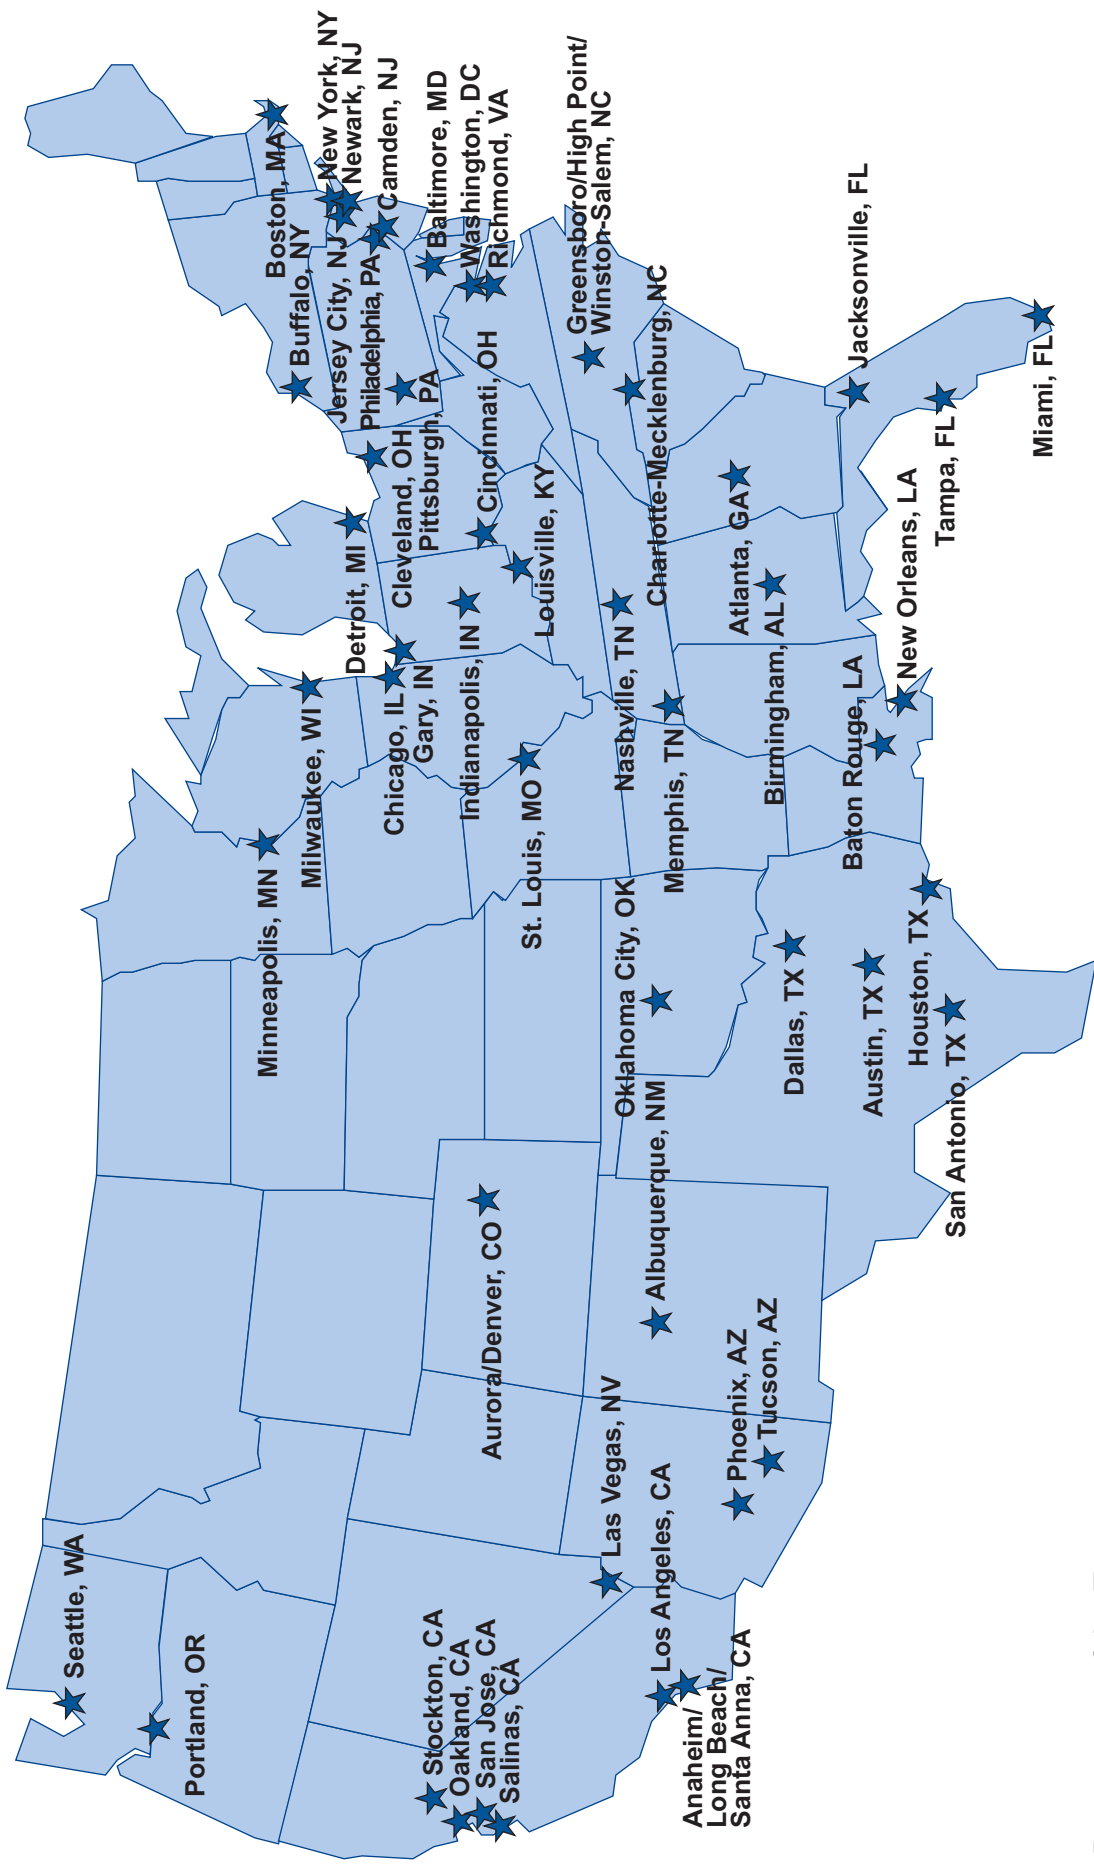 Seattle, WA
Portland, OR
Stockton, CA
Oakland, CA
San Jose, CA
Salinas, CA
Los Angeles, CA
Anaheim/
Long Beach/
Santa Anna, CA
Las Vegas, NV
Phoenix, AZ
Tucson, AZ
Albuquerque, NM
Aurora/Denver, CO
Oklahoma City, OK
Dallas, TX
Austin, TX
Houston, TX
San Antonio, TX
Minneapolis, MN
Milwaukee, WI
Chicago, IL
Gary, IN
Indianapolis, IN
St. Louis, MO
Nashville, TN
Memphis, TN
Birmingham, AL
Baton Rouge, LA
New Orleans, LA
Detroit, MI
Cleveland, OH
Pittsburgh, PA
Cincinnati, OH
Louisville, KY
Charlotte-Mecklenburg, NC
Greensboro/High Point/
Winston-Salem, NC
Atlanta, GA
Jacksonville, FL
Tampa, FL
Miami, FL
Boston, MA
Buffalo, NY
Jersey City, NJ
Philadelphia, PA
New York, NY
Newark, NJ
Camden, NJ
Baltimore, MD
Washington, DC
Richmond, VA